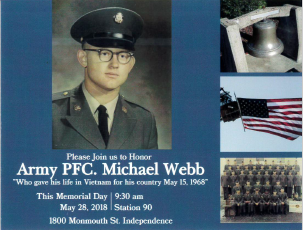 Please Join us to Honor
Army PFC. Michael Webb
"Who gave his life in Vietnam for his country May 15, 1968"
This Memorial Day | 9:30 am
May 28, 2018 | Station 90
1800 Monmouth St. Independence